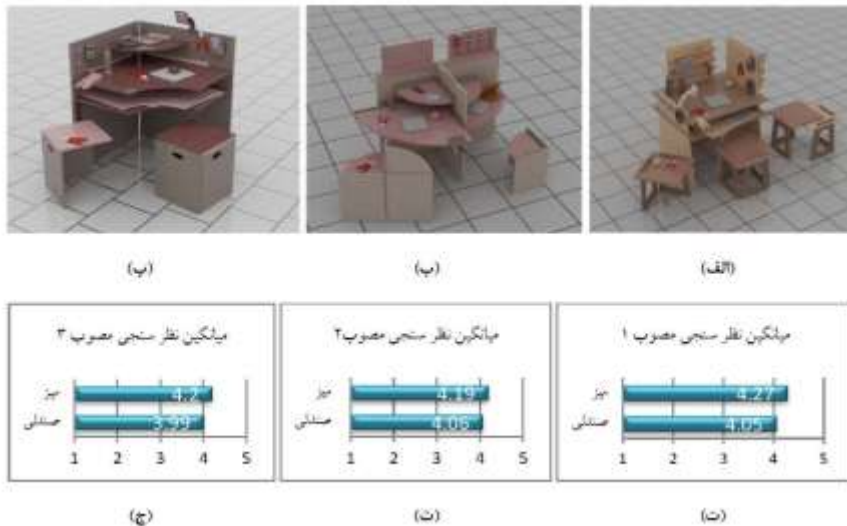 (الف)
(ب)
(پ)
میانگین نظر سنجی مصوب ۱
میز
4.27
صندلی
4.05
1 2 3 4 5
(ت)
میانگین نظر سنجی مصوب۲
میز
4.19
صندلی
4.06
1 2 3 4 5
(ث)
میانگین نظر سنجی مصوب ۳
میز
4.2
صندلی
3.99
1 2 3 4 5
(ج)